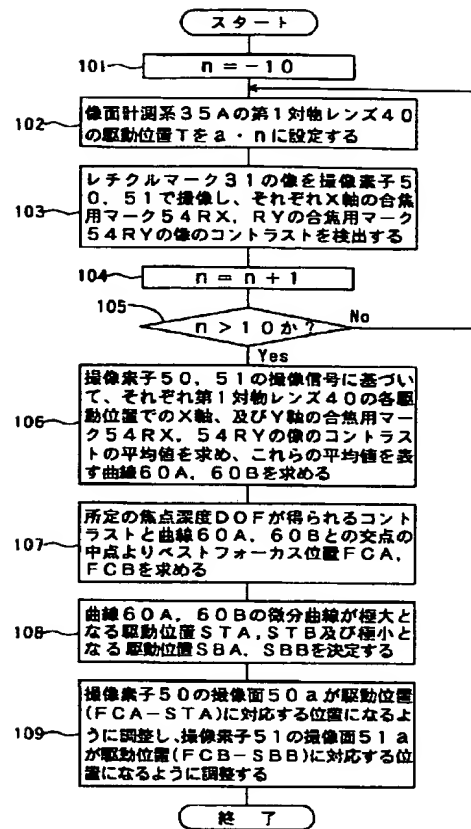 スタート
101
n＝－10
102
像面計測系35Aの第1対物レンズ40
の駆動位置Tをa・nに設定する
103
レチクルマーク31の像を撮像素子5
0，51で撮像し、それぞれX軸の合焦
用マーク54RX，RYの合焦用マーク
54RYの像のコントラストを検出する
104
n＝n＋1
105
n＞10か？
No
Yes
106
撮像素子50，51の撮像信号に基づい
て、それぞれ第1対物レンズ40の各駆
動位置でのX軸、及びY軸の合焦用マー
ク54RX，54RYの像のコントラス
トの平均値を求め、これらの平均値を表
す曲線60A，60Bを求める
107
所定の焦点深度DOFが得られるコント
ラストと曲線60A，60Bとの交点の
中点よりベストフォーカス位置FCA，
FCBを求める
108
曲線60A，60Bの微分曲線が極大と
なる駆動位置STA，STB及び極小と
なる駆動位置SBA，SBBを決定する
109
撮像素子50の撮像面50aが駆動位置
(FCA－STA)に対応する位置になるよ
うに調整し、撮像素子51の撮像面51a
が駆動位置(FCB－SBB)に対応する位
置になるように調整する
終了